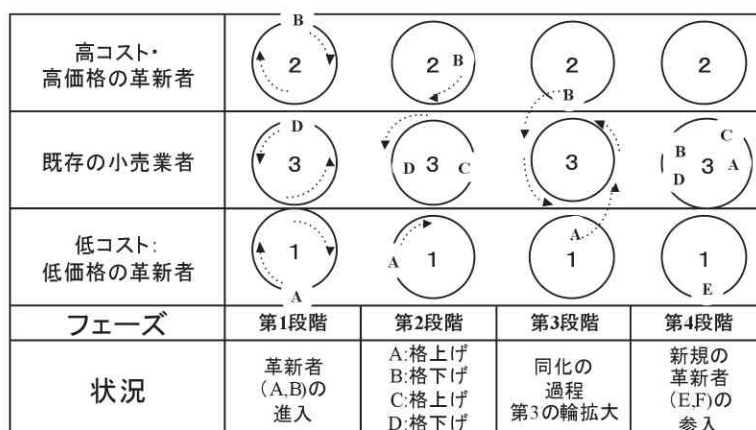 高コスト・
高価格の革新者
B
2
2
B
2
B
2
既存の小売業者
D
3
D
3
C
3
C
B
3
A
D
低コスト:
低価格の革新者
1
A
A
1
A
1
1
E
フェーズ
第1段階
第2段階
第3段階
第4段階
状況
革新者
(A,B)の
進入
A:格上げ
B:格下げ
C:格上げ
D:格下げ
同化の
過程
第3の輪拡大
新規の
革新者
(E,F)の
参入